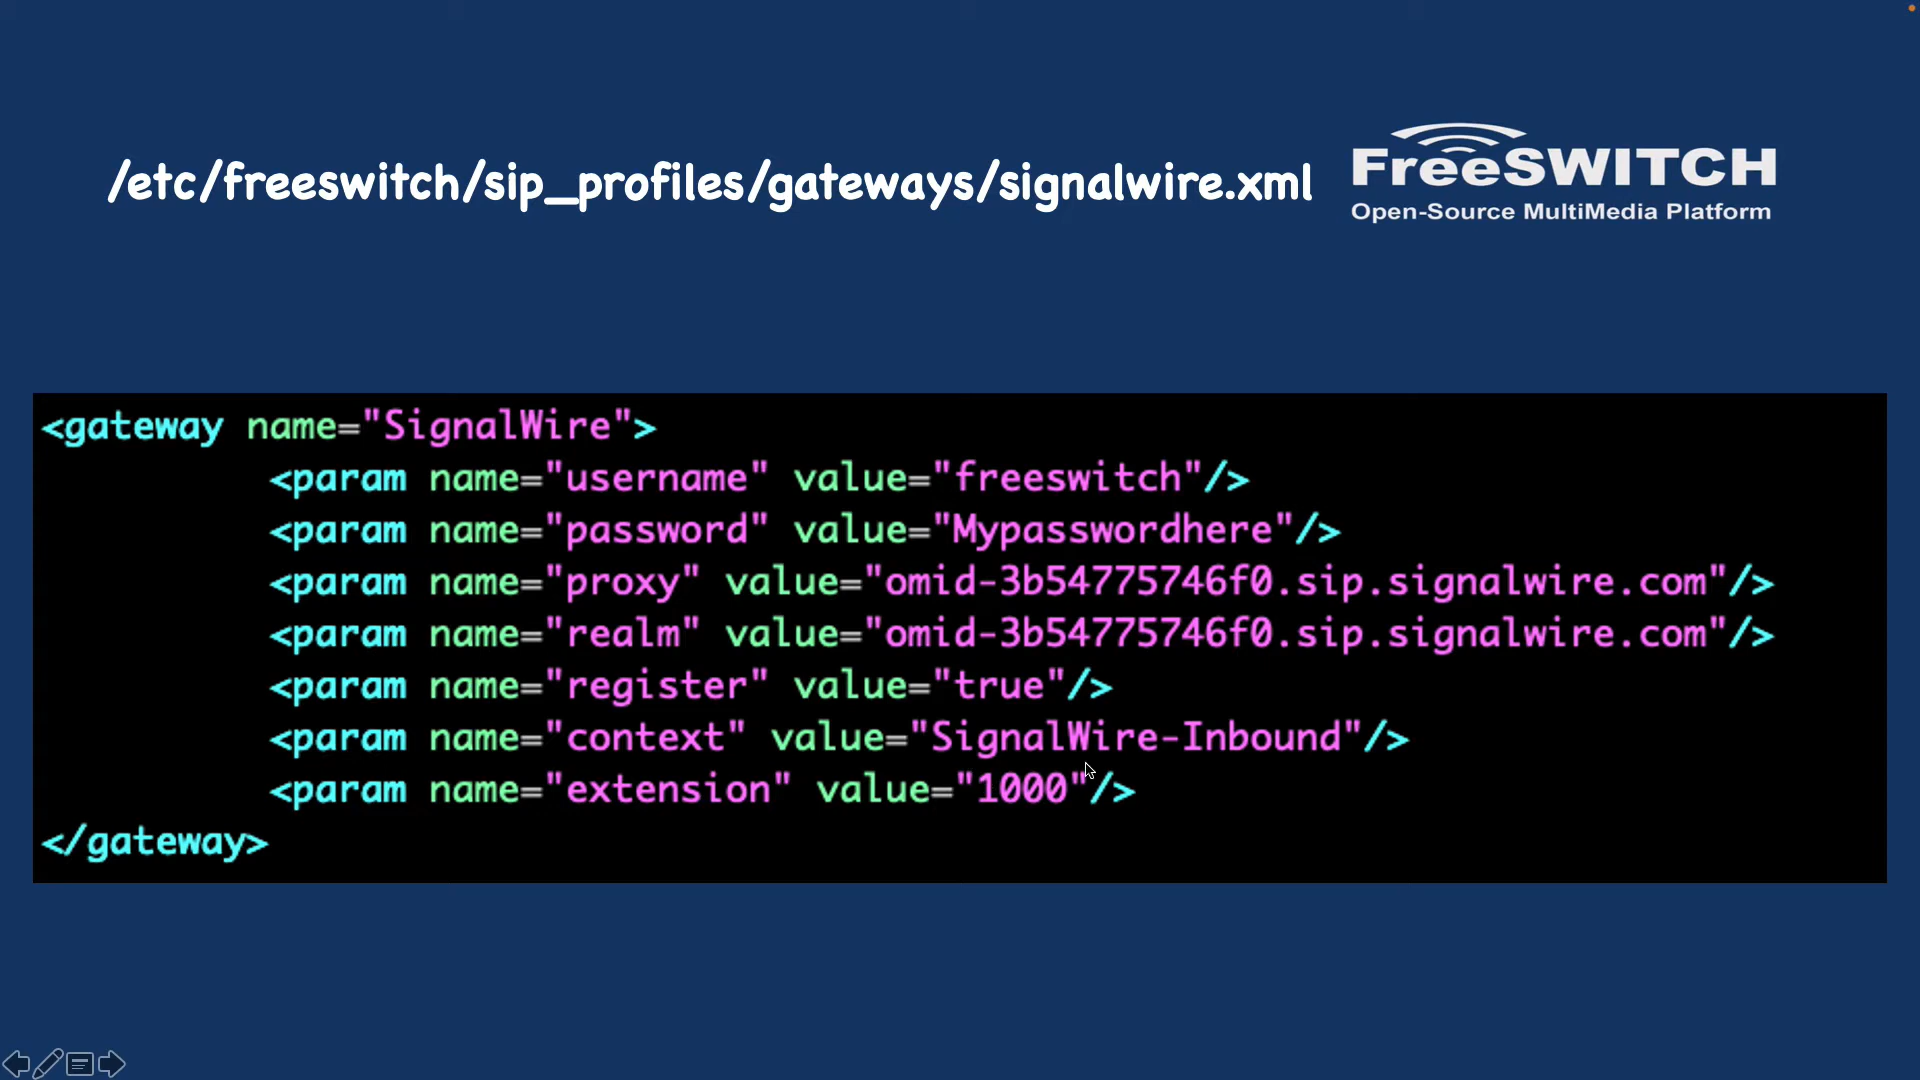 /etc/freeswitch/sip_profiles/gateways/signalwire.xml
FreeSWITCH
Open-Source MultiMedia Platform
<gateway name="SignalWire">
<param name="username" value="freeswitch"/>
<param name="password" value="Mypasswordhere"/>
<param name="proxy" value="omid-3b54775746f0.sip.signalwire.com"/>
<param name="realm" value="omid-3b54775746f0.sip.signalwire.com"/>
<param name="register" value="true"/>
<param name="context" value="SignalWire-Inbound"/>
<param name="extension" value="1000"/>
</gateway>